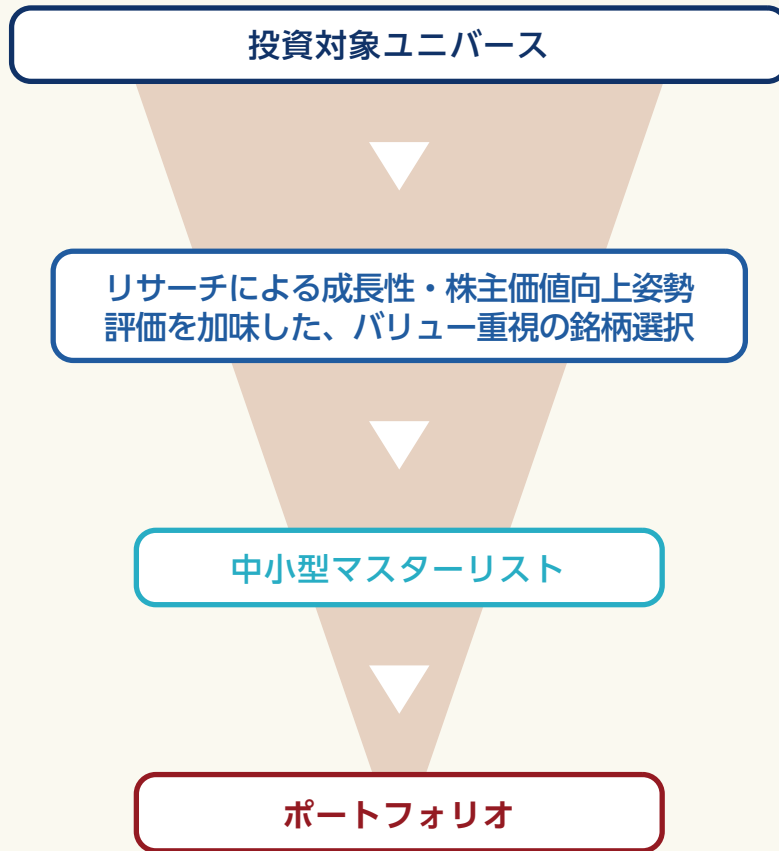 投資対象ユニバース
リサーチによる成長性・株主価値向上姿勢
評価を加味した、バリュー重視の銘柄選択
中小型マスターリスト
ポートフォリオ